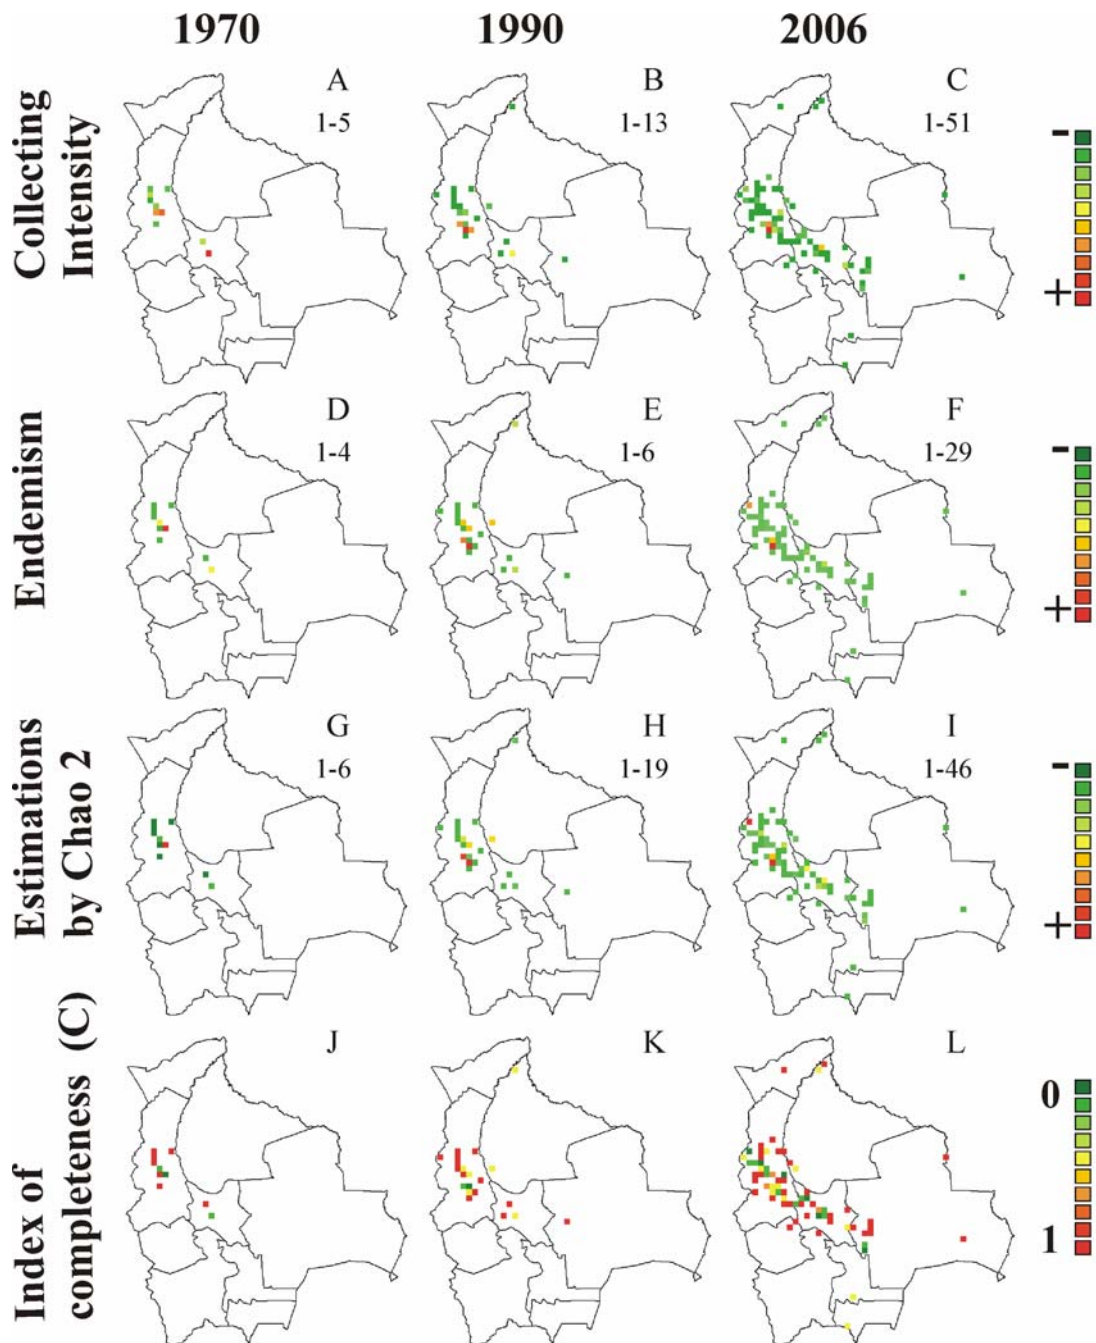 1970 1990 2006
Collecting
Intensity
A
1-5
B
1-13
C
1-51
-
+
Endemism
D
1-4
E
1-6
F
1-29
-
+
Estimations
by Chao 2
G
1-6
H
1-19
I
1-46
-
+
Index of
completeness (C)
J
K
L
0
1